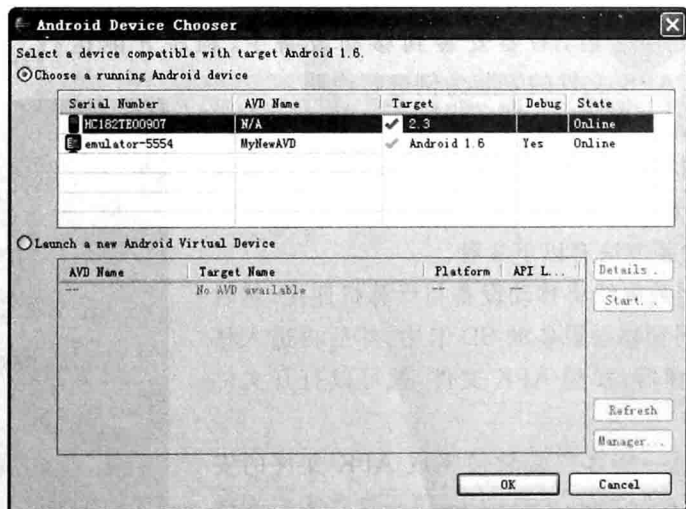 Android Device Chooser
Select a device compatible with target Android 1.6.
Choose a running Android device
Serial Number AVD Name Target Debug State
HC182TE00907 N/A 2.3 Online
emulator-5554 MyNewAVD Android 1.6 Yes Online
Launch a new Android Virtual Device
AVD Name Target Name Platform API L...
-- No AVD available -- --
Details...
Start...
Refresh
Manager...
OK Cancel